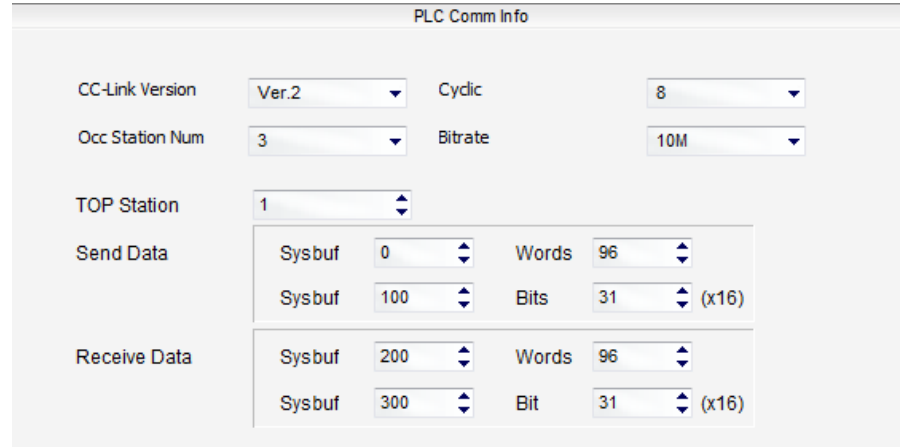 PLC Comm Info
CC-Link Version Ver.2 Cyclic 8
Occ Station Num 3 Bitrate 10M
TOP Station 1
Send Data Sysbuf 0 Words 96
Sysbuf 100 Bits 31 (x16)
Receive Data Sysbuf 200 Words 96
Sysbuf 300 Bit 31 (x16)